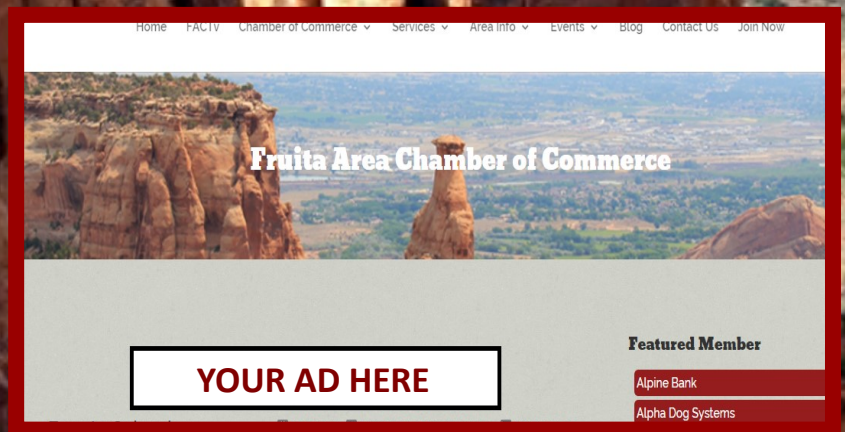 Home FACTv Chamber of Commerce Services Area Info Events Blog Contact Us Join Now
Fruita Area Chamber of Commerce
YOUR AD HERE
Featured Member
Alpine Bank
Alpha Dog Systems